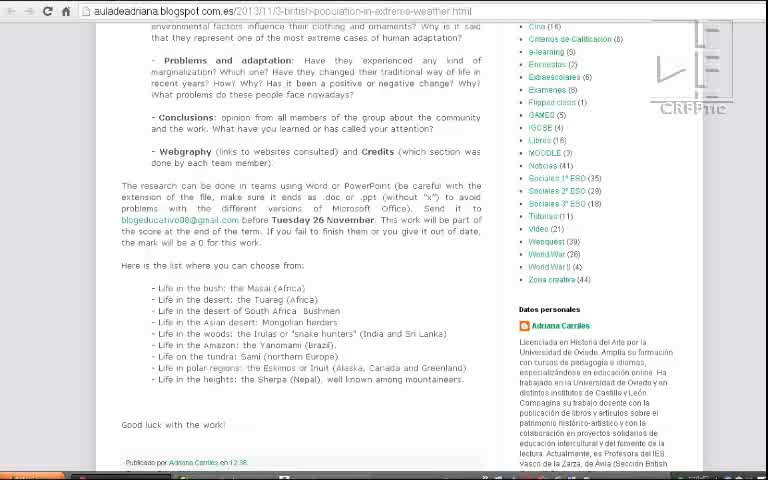 auladeadriana.blogspot.com.es/2013/11/3-british-population-in-extreme-weather.html
environmental factors influence their clothing and ornaments? Why is it said
that they represent one of the most extreme cases of human adaptation?
- Problems and adaptation: Have they experienced any kind of
marginalization? Which one? Have they changed their traditional way of life in
recent years? How? Why? Has it been a positive or negative change? Why?
What problems do these people face nowadays?
- Conclusions: opinion from all members of the group about the community
and the work. What have you learned or has called your attention?
- Webgraphy (links to websites consulted) and Credits (which section was
done by each team member).
The research can be done in teams using Word or PowerPoint (be careful with the
extension of the file, make sure it ends as .doc or .ppt (without "x") to avoid
problems with the different versions of Microsoft Office). Send it to
blogeducativo08@gmail.com before Tuesday 26 November. This work will be part of
the score at the end of the term. If you fail to finish them or you give it out of date,
the mark will be a 0 for this work.
Here is the list where you can choose from:
- Life in the bush: the Masai (Africa)
- Life in the desert: the Tuareg (Africa)
- Life in the desert of South Africa Bushmen
- Life in the Asian desert: Mongolian herders
- Life in the woods: the Irulas or "snake hunters" (India and Sri Lanka)
- Life in the Amazon: the Yanomami (Brazil).
- Life on the tundra: Sami (northern Europe)
- Life in polar regions: the Eskimos or Inuit (Alaska, Canada and Greenland)
- Life in the heights: the Sherpa (Nepal), well known among mountaineers.
Good luck with the work!
Publicado por Adriana Carriles en 12:38
Cine (16)
Criterios de Calificación (6)
e-learning (5)
Encuestas (2)
Extraescolares (6)
Exámenes (8)
Flipped class (1)
GAMES (5)
IGCSE (4)
Libros (16)
MOODLE (3)
Noticias (41)
Sociales 1º ESO (35)
Sociales 2º ESO (29)
Sociales 3º ESO (18)
Tutorías (11)
Vídeo (21)
Webquest (39)
World War (26)
World War II (4)
Zona creativa (44)
Datos personales
Adriana Carriles
Licenciada en Historia del Arte por la
Universidad de Oviedo. Amplía su formación
con cursos de pedagogía e idiomas,
especializándose en educación online. Ha
trabajado en la Universidad de Oviedo y en
distintos institutos de Castilla y León.
Compagina su trabajo docente con la
publicación de libros y artículos sobre el
patrimonio histórico-artístico y con la
colaboración en proyectos solidarios de
educación intercultural y del fomento de la
lectura. Actualmente, es Profesora del IES
Vasco de la Zarza, de Ávila (Sección British
CREPTIC